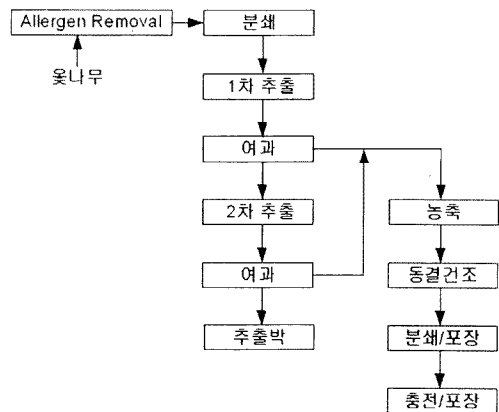 Allergen Removal
분쇄
옻나무
1차 추출
여과
2차 추출
농축
여과
동결건조
추출박
분쇄/포장
충전/포장